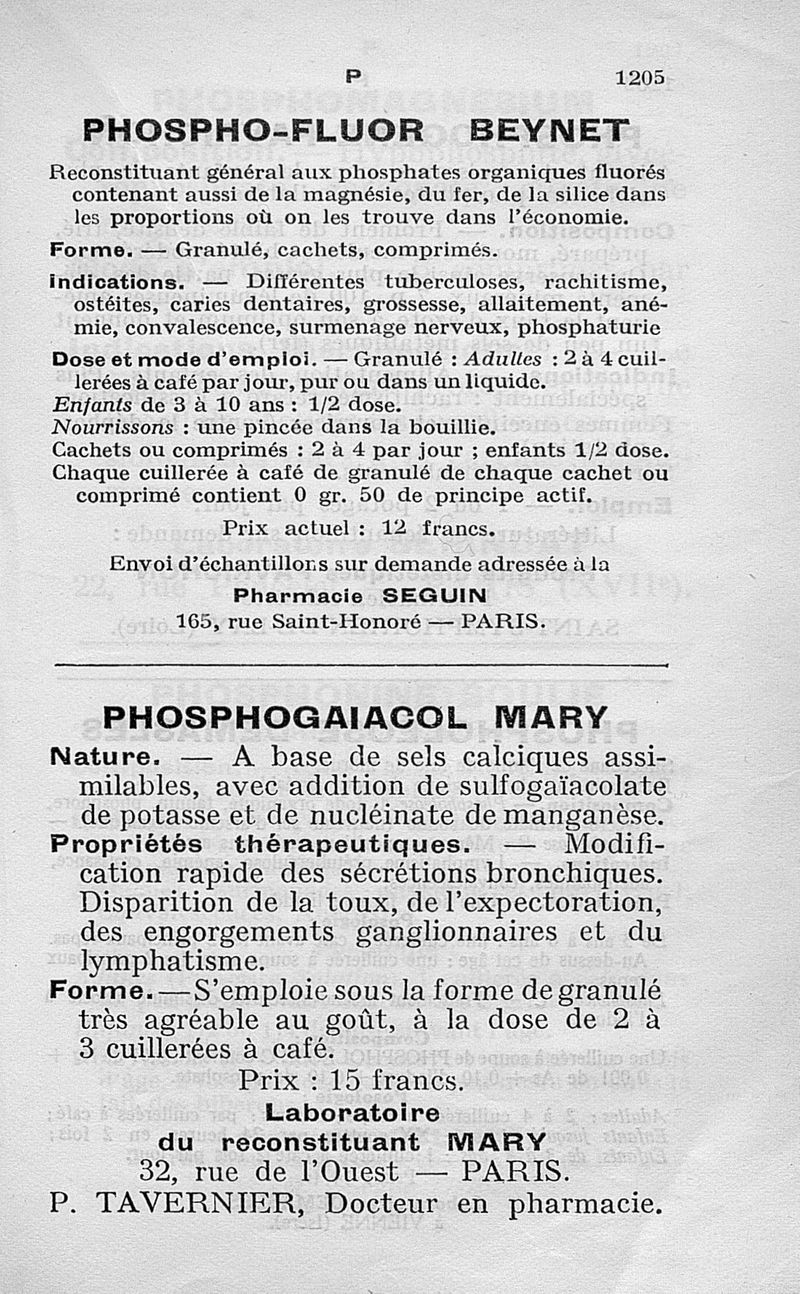 P 1205
PHOSPHO-FLUOR BEYNET
Reconstituant général aux phosphates organiques fluorés
contenant aussi de la magnésie, du fer, de la silice dans
les proportions où on les trouve dans l'économie.
Forme. — Granulé, cachets, comprimés.
Indications. — Différentes tuberculoses, rachitisme,
ostéites, caries dentaires, grossesse, allaitement, ané-
mie, convalescence, surmenage nerveux, phosphaturie
Dose et mode d'emploi. — Granulé : Adultes : 2 à 4 cuil-
lerées à café par jour, pur ou dans un liquide.
Enfants de 3 à 10 ans : 1/2 dose.
Nourrissons : une pincée dans la bouillie.
Cachets ou comprimés : 2 à 4 par jour ; enfants 1/2 dose.
Chaque cuillerée à café de granulé de chaque cachet ou
comprimé contient 0 gr. 50 de principe actif.
Prix actuel : 12 francs.
Envoi d'échantillons sur demande adressée à la
Pharmacie SEGUIN
165, rue Saint-Honoré — PARIS.
PHOSPHOGAIACOL MARY
Nature. — A base de sels calciques assi-
milables, avec addition de sulfogaïacolate
de potasse et de nucléinate de manganèse.
Propriétés thérapeutiques. — Modifi-
cation rapide des sécrétions bronchiques.
Disparition de la toux, de l'expectoration,
des engorgements ganglionnaires et du
lymphatisme.
Forme. — S'emploie sous la forme de granulé
très agréable au goût, à la dose de 2 à
3 cuillerées à café.
Prix : 15 francs.
Laboratoire
du reconstituant MARY
32, rue de l'Ouest — PARIS.
P. TAVERNIER, Docteur en pharmacie.